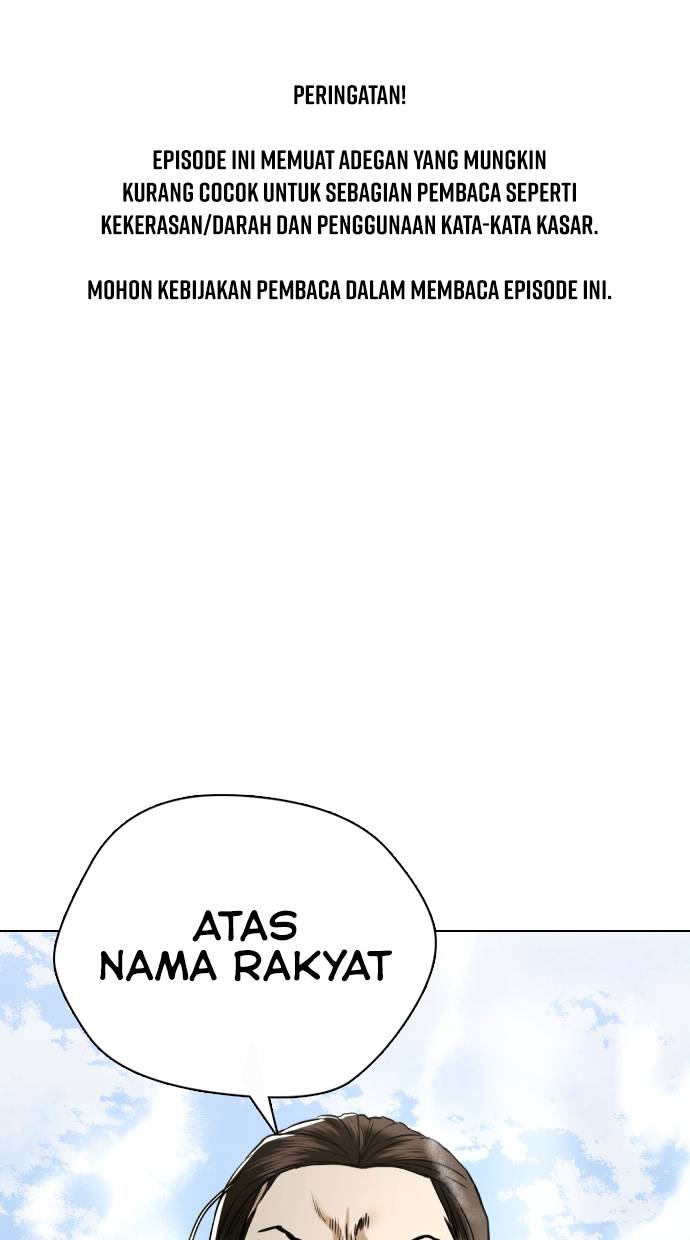 PERINGATAN!
EPISODE INI MEMUAT ADEGAN YANG MUNGKIN
KURANG COCOK UNTUK SEBAGIAN PEMBACA SEPERTI
KEKERASAN/DARAH DAN PENGGUNAAN KATA-KATA KASAR.
MOHON KEBIJAKAN PEMBACA DALAM MEMBACA EPISODE INI.
ATAS
NAMA RAKYAT